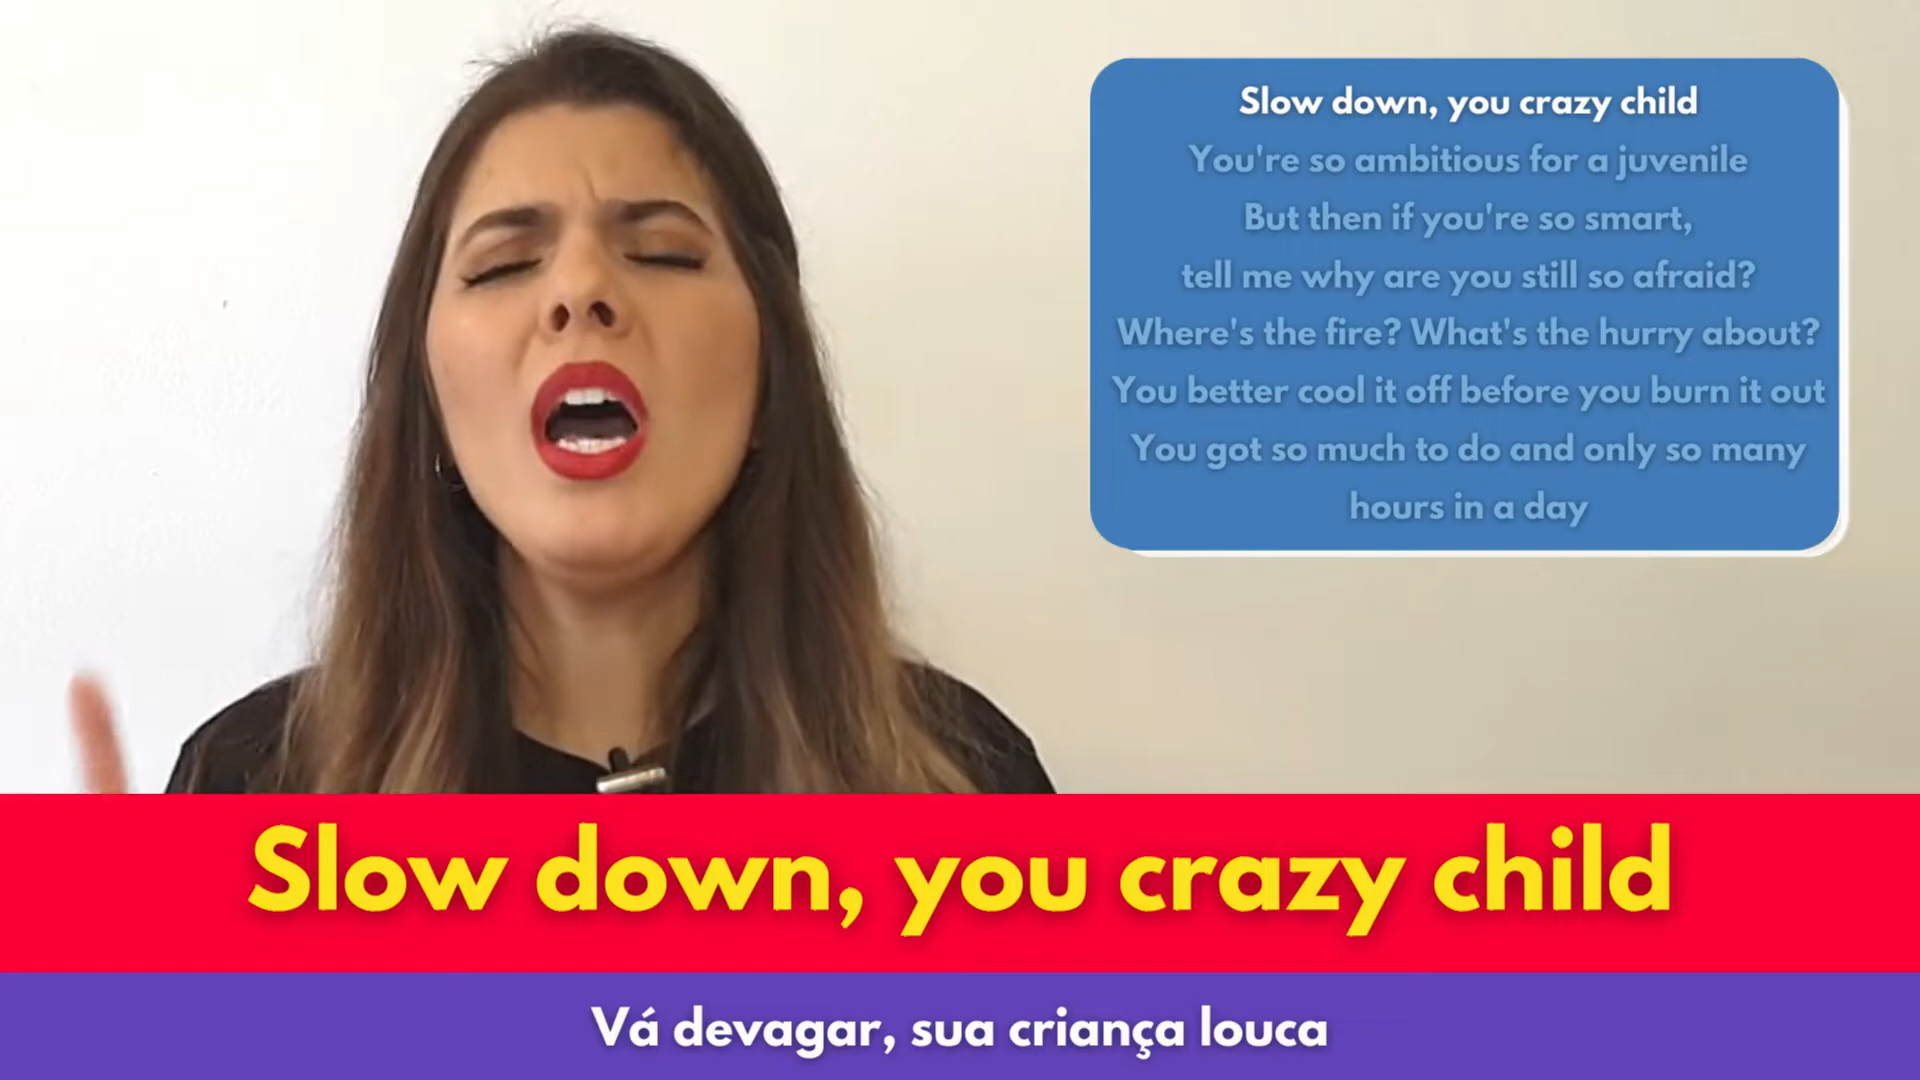 Slow down, you crazy child
You're so ambitious for a juvenile
But then if you're so smart,
tell me why are you still so afraid?
Where's the fire? What's the hurry about?
You better cool it off before you burn it out
You got so much to do and only so many
hours in a day
Slow down, you crazy child
Vá devagar, sua criança louca